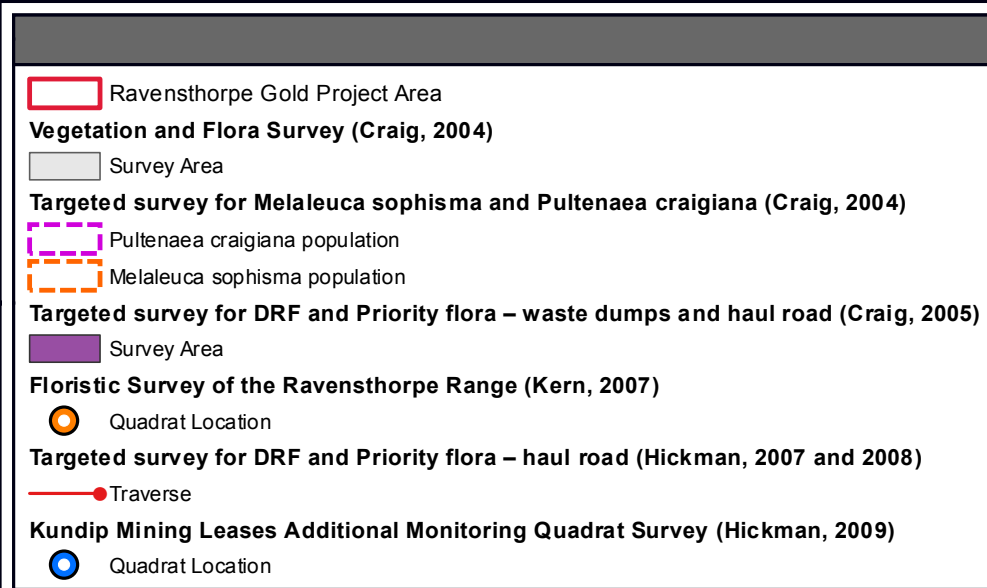 Ravensthorpe Gold Project Area
Vegetation and Flora Survey (Craig, 2004)
Survey Area
Targeted survey for Melaleuca sophisma and Pultenaea craigiana (Craig, 2004)
Pultenaea craigiana population
Melaleuca sophisma population
Targeted survey for DRF and Priority flora – waste dumps and haul road (Craig, 2005)
Survey Area
Floristic Survey of the Ravensthorpe Range (Kern, 2007)
Quadrat Location
Targeted survey for DRF and Priority flora – haul road (Hickman, 2007 and 2008)
Traverse
Kundip Mining Leases Additional Monitoring Quadrat Survey (Hickman, 2009)
Quadrat Location